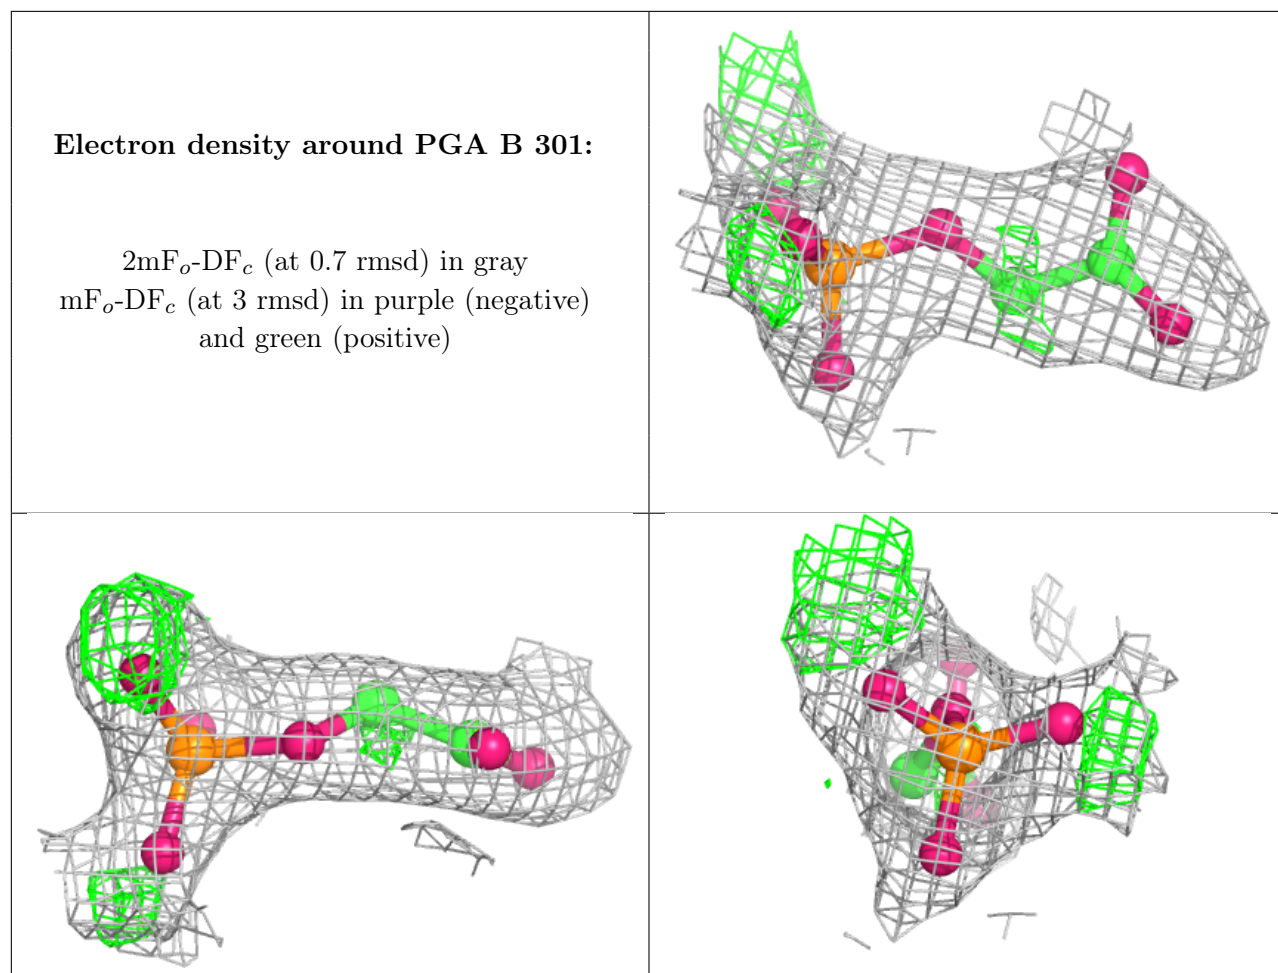 Electron density around PGA B 301:
2mFₒ-DF𝒸 (at 0.7 rmsd) in gray
mFₒ-DF𝒸 (at 3 rmsd) in purple (negative)
and green (positive)